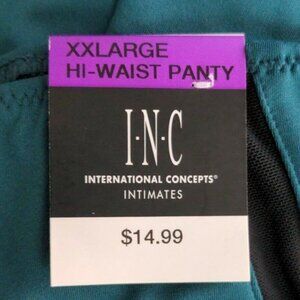 XXLARGE
HI-WAIST PANTY
I·N·C
INTERNATIONAL CONCEPTS®
INTIMATES
$14.99